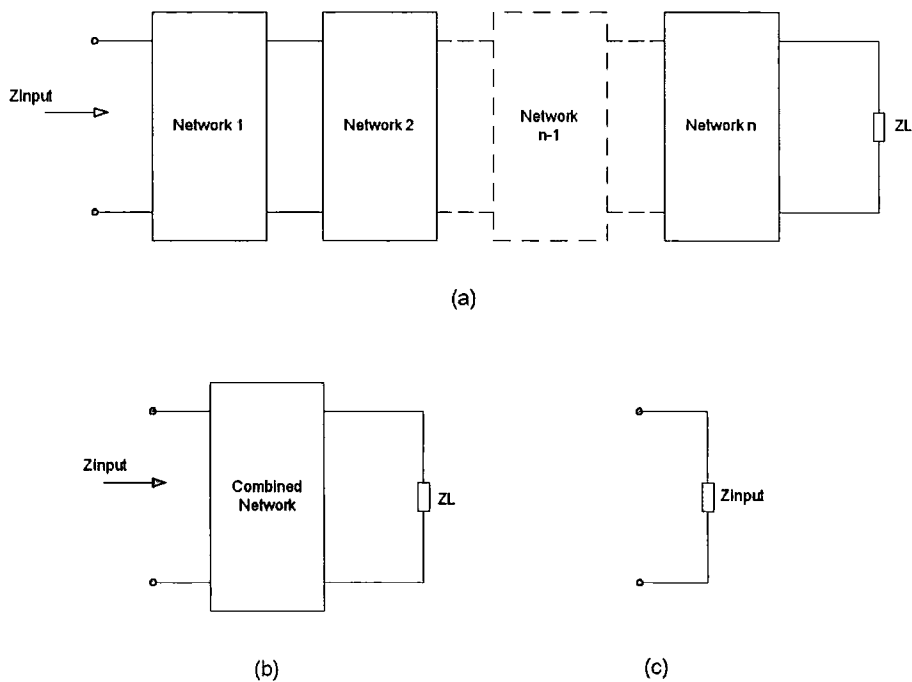 Zinput
Network 1
Network 2
Network
n-1
Network n
ZL
(a)
Zinput
Combined
Network
ZL
Zinput
(b)
(c)